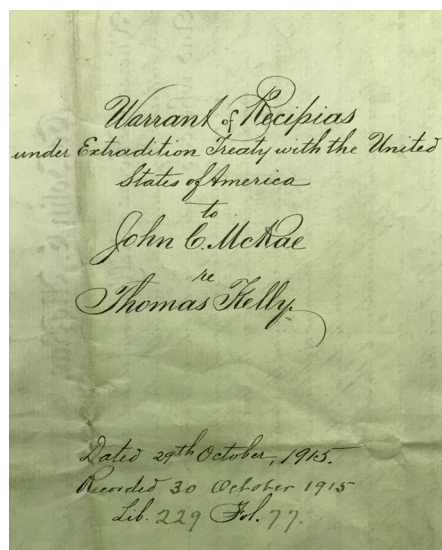 Warrant of Recipias
under Extradition Treaty with the United
States of America
to
John C. McRae
re
Thomas Kelly.
Dated 29th October, 1915.
Recorded 30 October 1915
Lib. 229 Fol. 77.